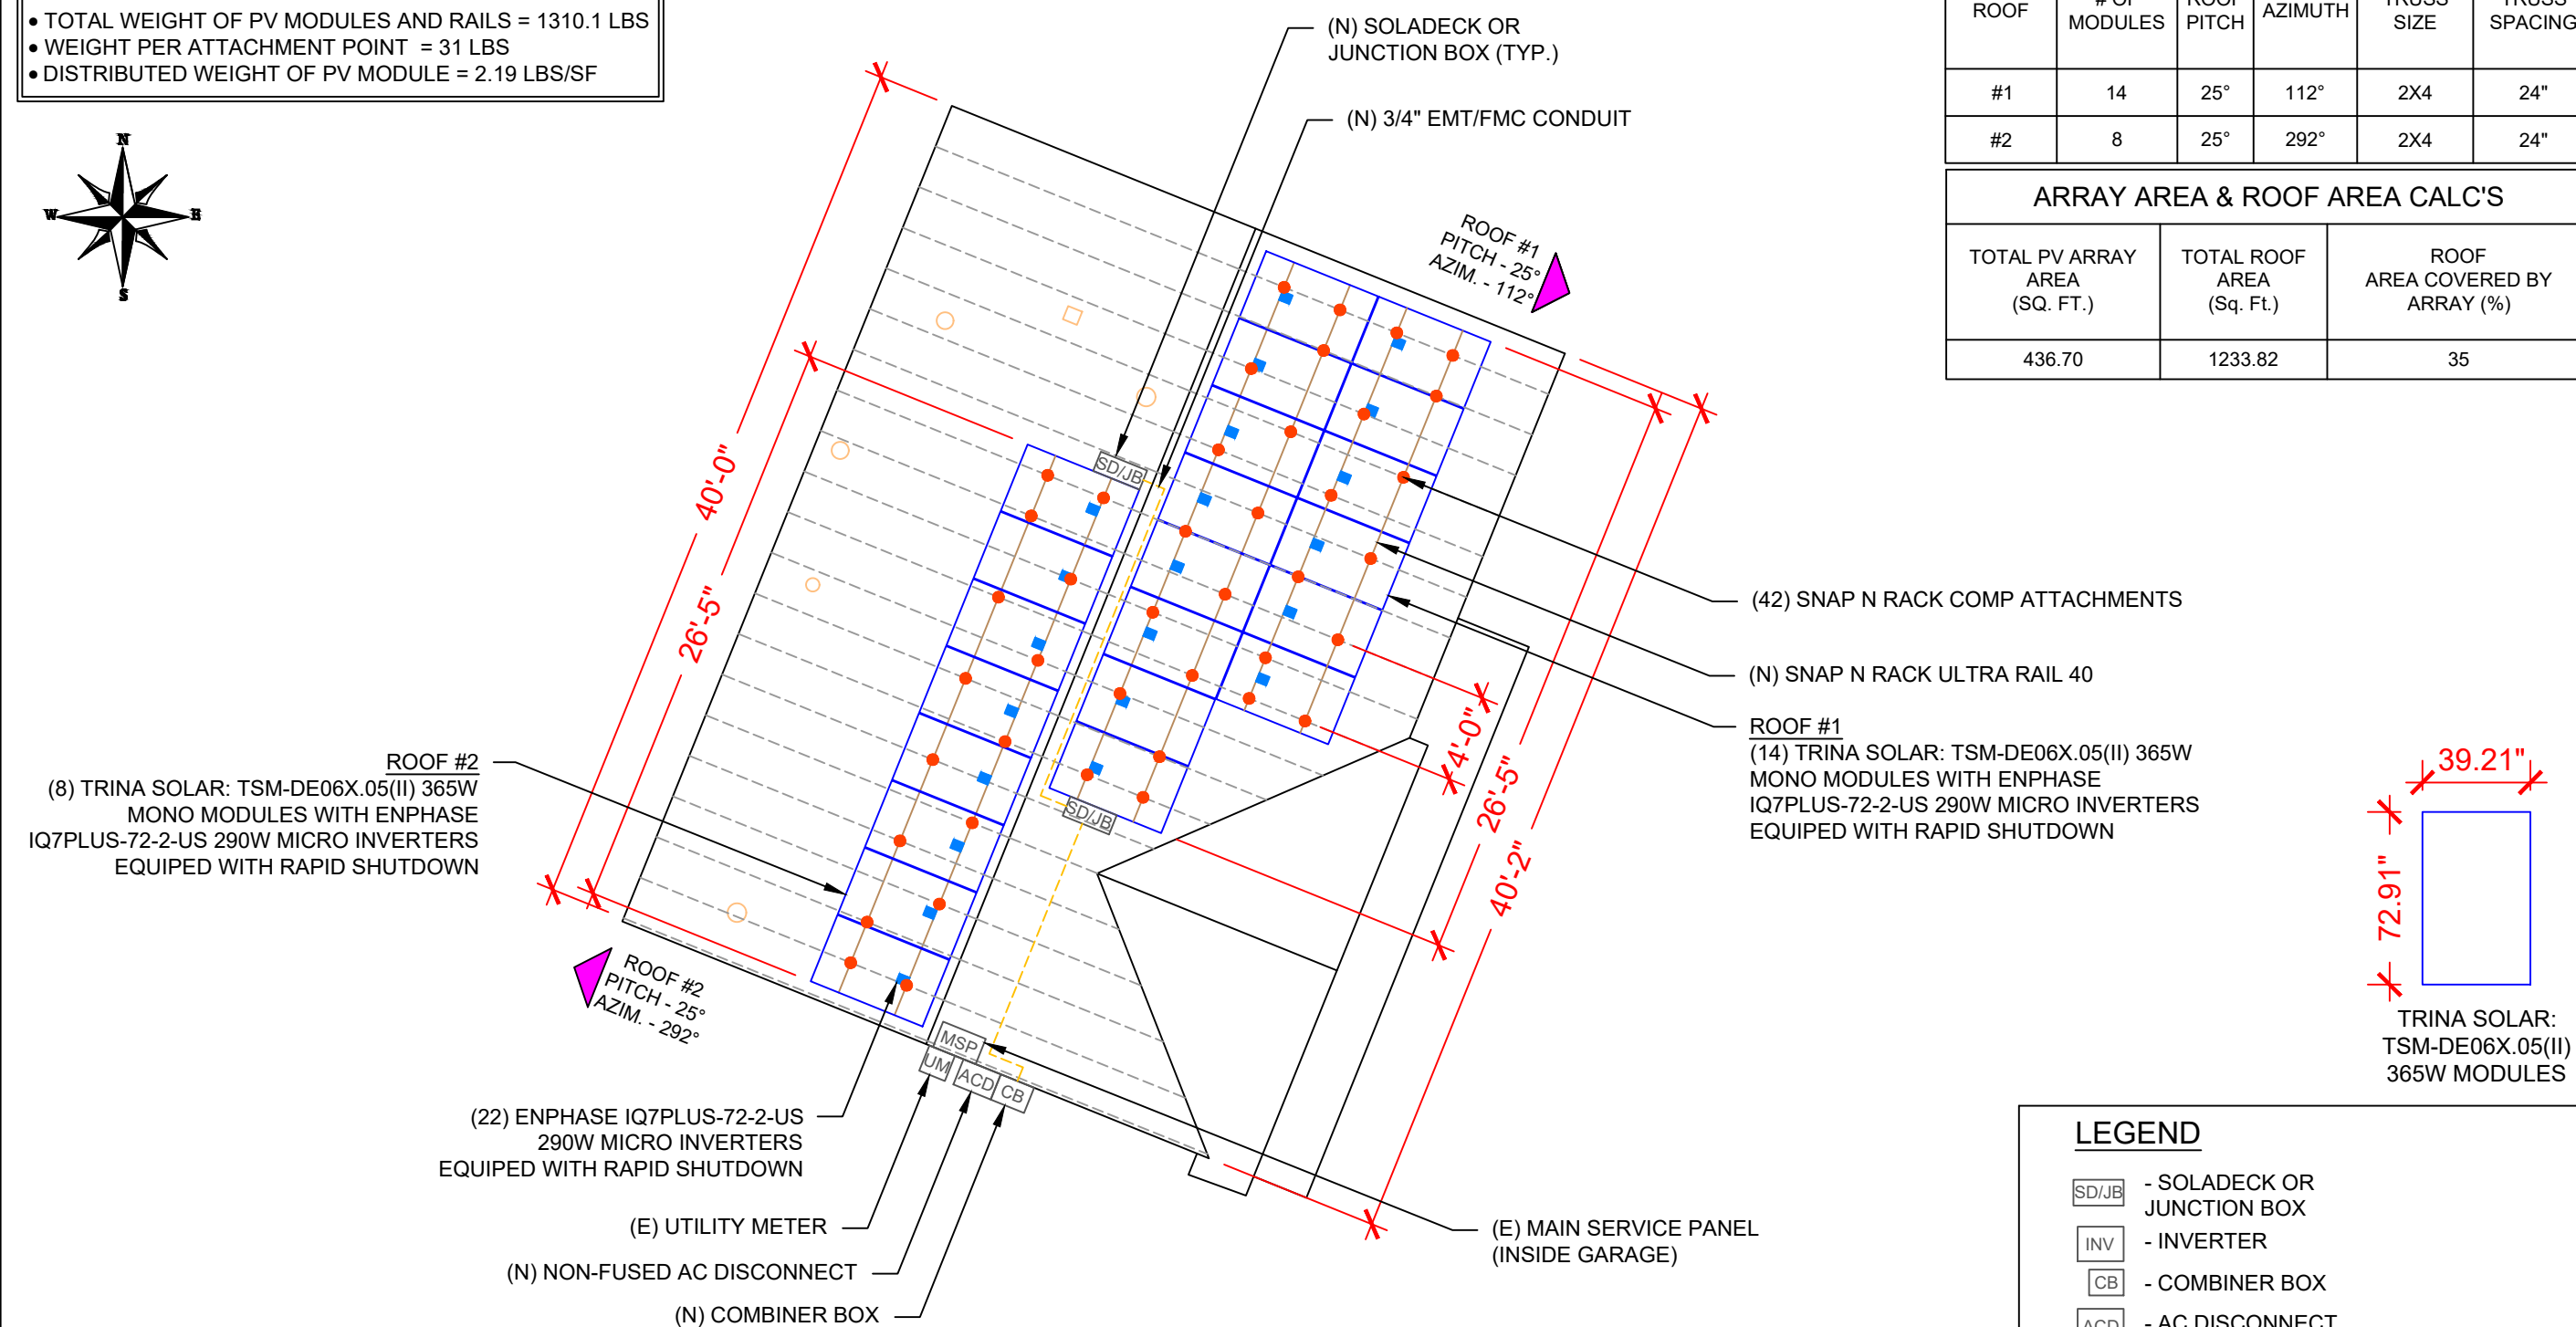 • TOTAL WEIGHT OF PV MODULES AND RAILS = 1310.1 LBS
• WEIGHT PER ATTACHMENT POINT = 31 LBS
• DISTRIBUTED WEIGHT OF PV MODULE = 2.19 LBS/SF
N
W
E
S
(N) SOLADECK OR
JUNCTION BOX (TYP.)
(N) 3/4" EMT/FMC CONDUIT
ROOF
# OF
MODULES
ROOF
PITCH
AZIMUTH
TRUSS
SIZE
TRUSS
SPACING
#1 14 25° 112° 2X4 24"
#2 8 25° 292° 2X4 24"
ARRAY AREA & ROOF AREA CALC'S
TOTAL PV ARRAY
AREA
(SQ. FT.)
TOTAL ROOF
AREA
(Sq. Ft.)
ROOF
AREA COVERED BY
ARRAY (%)
436.70 1233.82 35
ROOF #1
PITCH - 25°
AZIM. - 112°
SD/JB
SD/JB
40'-0"
26'-5"
4'-0"
26'-5"
40'-2"
(42) SNAP N RACK COMP ATTACHMENTS
(N) SNAP N RACK ULTRA RAIL 40
ROOF #1
(14) TRINA SOLAR: TSM-DE06X.05(II) 365W
MONO MODULES WITH ENPHASE
IQ7PLUS-72-2-US 290W MICRO INVERTERS
EQUIPED WITH RAPID SHUTDOWN
ROOF #2
(8) TRINA SOLAR: TSM-DE06X.05(II) 365W
MONO MODULES WITH ENPHASE
IQ7PLUS-72-2-US 290W MICRO INVERTERS
EQUIPED WITH RAPID SHUTDOWN
39.21"
72.91"
TRINA SOLAR:
TSM-DE06X.05(II)
365W MODULES
ROOF #2
PITCH - 25°
AZIM. - 292°
MSP
UM
ACD
CB
(22) ENPHASE IQ7PLUS-72-2-US
290W MICRO INVERTERS
EQUIPED WITH RAPID SHUTDOWN
(E) UTILITY METER
(N) NON-FUSED AC DISCONNECT
(N) COMBINER BOX
(E) MAIN SERVICE PANEL
(INSIDE GARAGE)
LEGEND
SD/JB - SOLADECK OR
JUNCTION BOX
INV - INVERTER
CB - COMBINER BOX
ACD - AC DISCONNECT